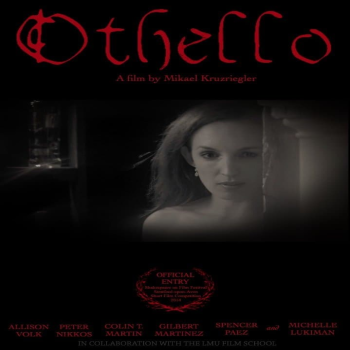 Othello
A film by Mikael Kruzriegler
OFFICIAL
ENTRY
ALLISON VOLK PETER NIKKOS COLIN T. MARTIN GILBERT MARTINEZ SPENCER PAEZ and MICHELLE LUKIMAN
IN COLLABORATION WITH THE LMU FILM SCHOOL